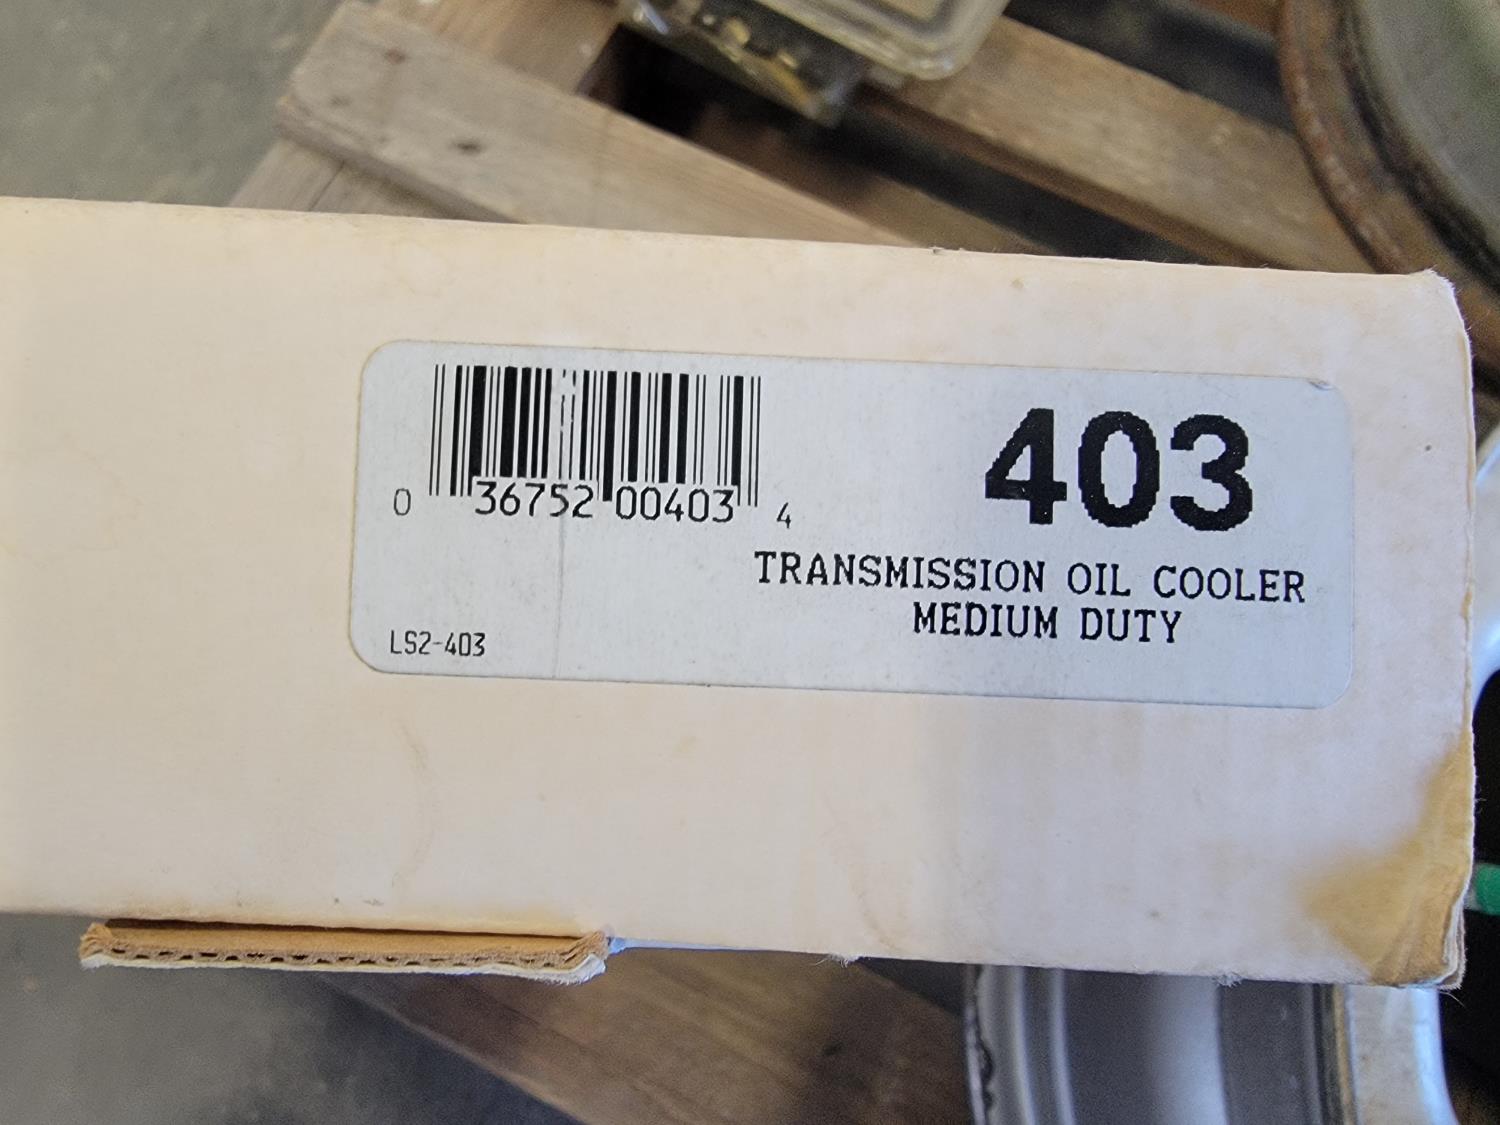 0 36752 00403 4
403
TRANSMISSION OIL COOLER
MEDIUM DUTY
LS2-403